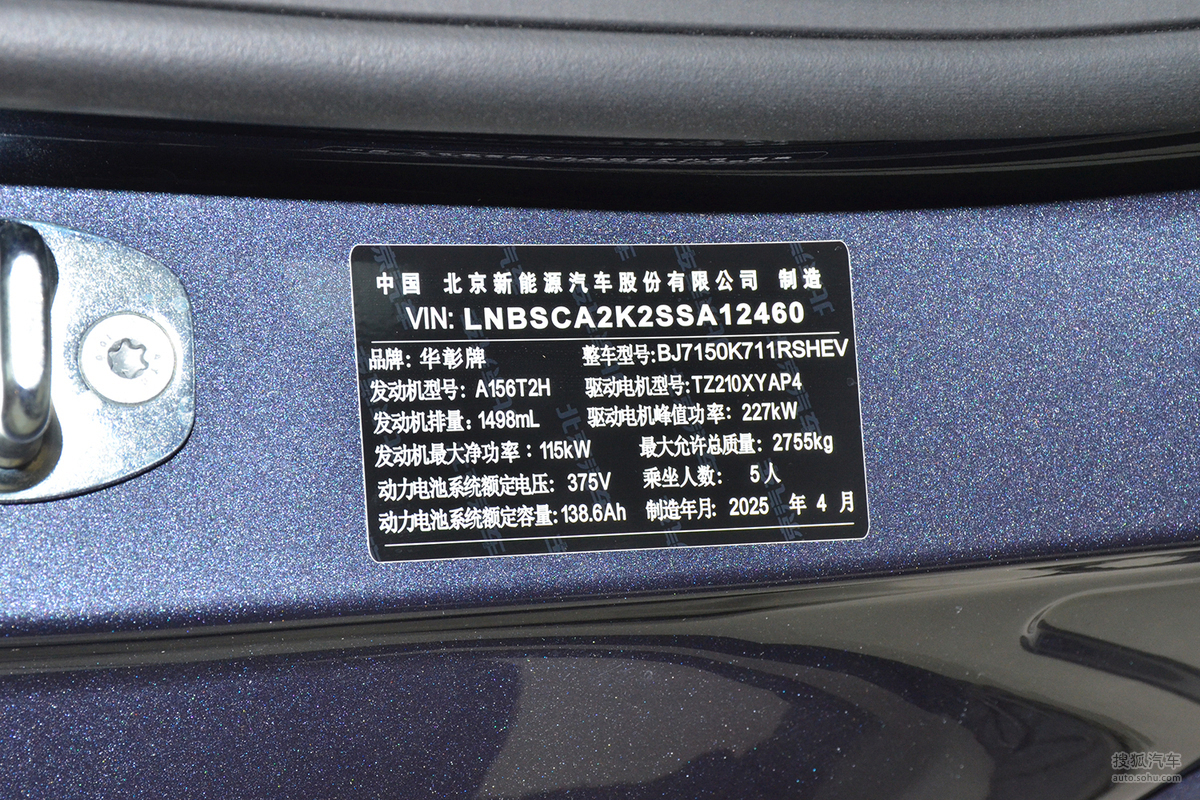 中国 北京新能源汽车股份有限公司 制造
VIN: LNBSCA2K2SSA12460
品牌: 华彰牌 整车型号:BJ7150K711RSHEV
发动机型号: A156T2H 驱动电机型号:TZ210XYAP4
发动机排量: 1498mL 驱动电机峰值功率: 227kW
发动机最大净功率: 115kW 最大允许总质量: 2755kg
动力电池系统额定电压: 375V 乘坐人数: 5人
动力电池系统额定容量:138.6Ah 制造年月: 2025 年 4 月
搜狐汽车
auto.sohu.com